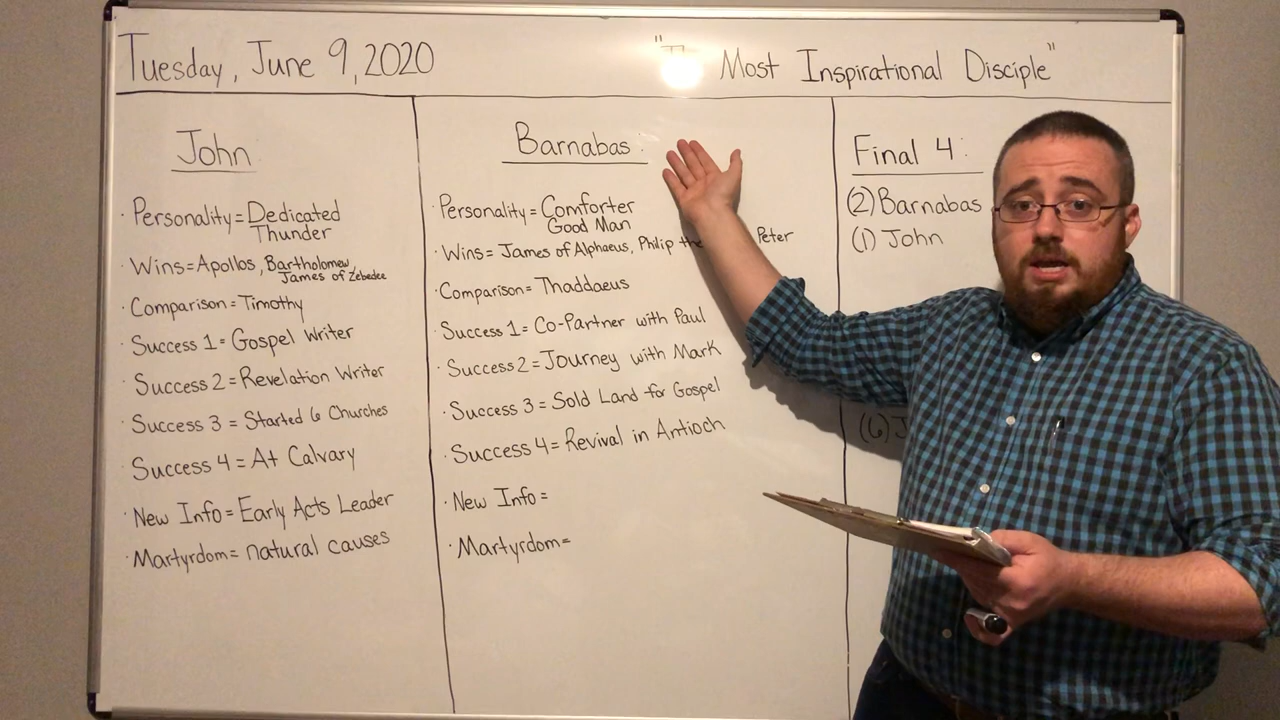 Tuesday, June 9, 2020
" Most Inspirational Disciple"
John
· Personality = Dedicated
Thunder
· Wins = Apollos, Bartholomew
James of Zebedee
· Comparison = Timothy
· Success 1 = Gospel Writer
· Success 2 = Revelation Writer
· Success 3 = Started 6 Churches
· Success 4 = At Calvary
· New Info = Early Acts Leader
· Martyrdom = natural causes
Barnabas:
· Personality = Comforter
Good Man
· Wins = James of Alphaeus, Philip the Peter
· Comparison = Thaddaeus
· Success 1 = Co-Partner with Paul
· Success 2 = Journey with Mark
· Success 3 = Sold Land for Gospel
· Success 4 = Revival in Antioch
· New Info =
· Martyrdom =
Final 4:
(2) Barnabas
(1) John
(6) J